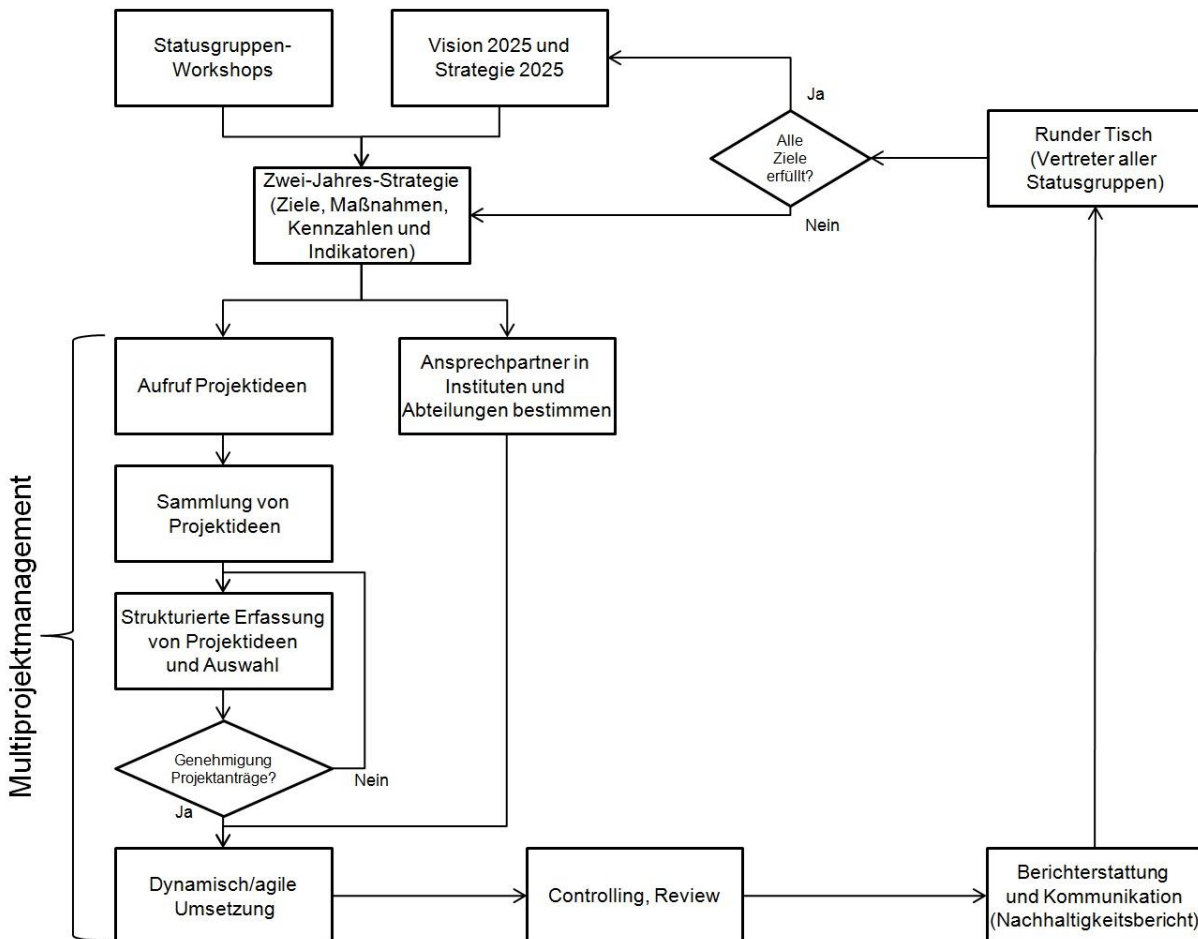 Statusgruppen-
Workshops
Vision 2025 und
Strategie 2025
Ja
Alle
Ziele
erfüllt?
Nein
Runder Tisch
(Vertreter aller
Statusgruppen)
Zwei-Jahres-Strategie
(Ziele, Maßnahmen,
Kennzahlen und
Indikatoren)
Multiprojektmanagement
Aufruf Projektideen
Ansprechpartner in
Instituten und
Abteilungen bestimmen
Sammlung von
Projektideen
Strukturierte Erfassung
von Projektideen
und Auswahl
Genehmigung
Projektanträge?
Nein
Ja
Dynamisch/agile
Umsetzung
Controlling, Review
Berichterstattung
und Kommunikation
(Nachhaltigkeitsbericht)